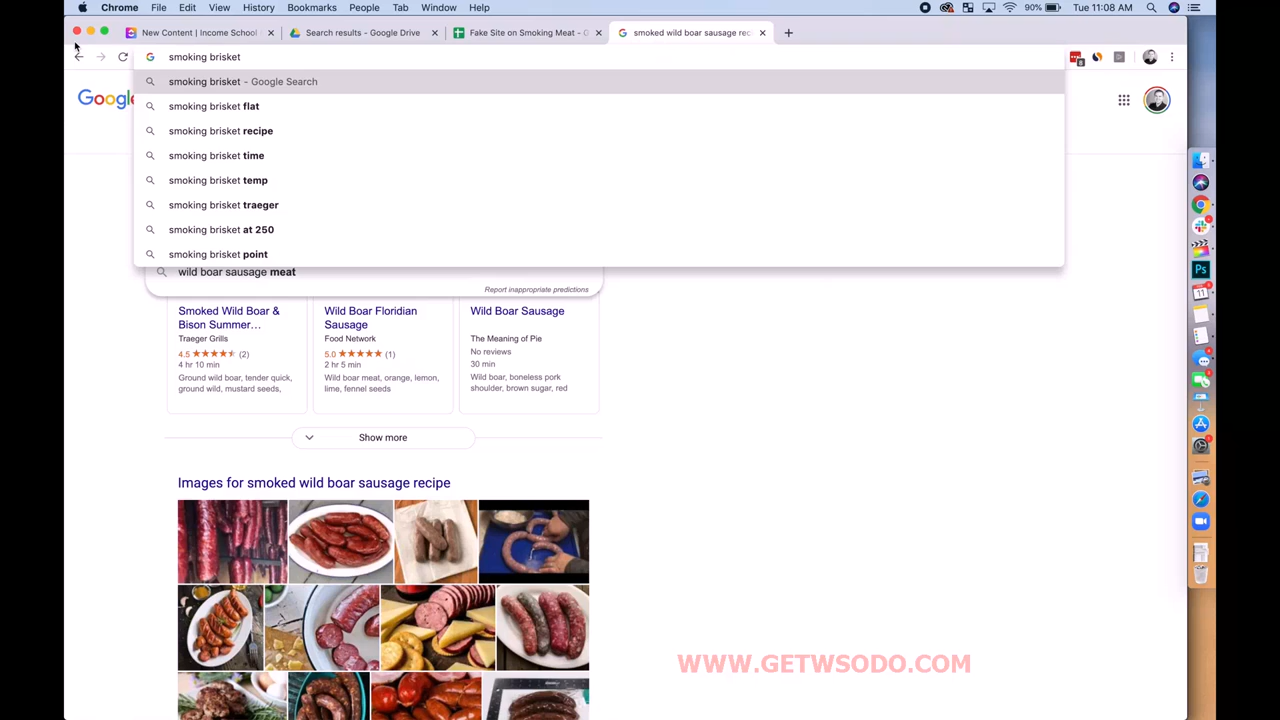 Chrome File Edit View History Bookmarks People Tab Window Help 90% Tue 11:08 AM
New Content | Income School Search results - Google Drive Fake Site on Smoking Meat - G smoked wild boar sausage rec
smoking brisket
smoking brisket - Google Search
smoking brisket flat
smoking brisket recipe
smoking brisket time
smoking brisket temp
smoking brisket traeger
smoking brisket at 250
smoking brisket point
wild boar sausage meat
Report inappropriate predictions
Smoked Wild Boar &
Bison Summer…
Traeger Grills
4.5 (2)
4 hr 10 min
Ground wild boar, tender quick,
ground wild, mustard seeds,
Wild Boar Floridian
Sausage
Food Network
5.0 (1)
2 hr 5 min
Wild boar meat, orange, lemon,
lime, fennel seeds
Wild Boar Sausage
The Meaning of Pie
No reviews
30 min
Wild boar, boneless pork
shoulder, brown sugar, red
Show more
Images for smoked wild boar sausage recipe
WWW.GETWSODO.COM